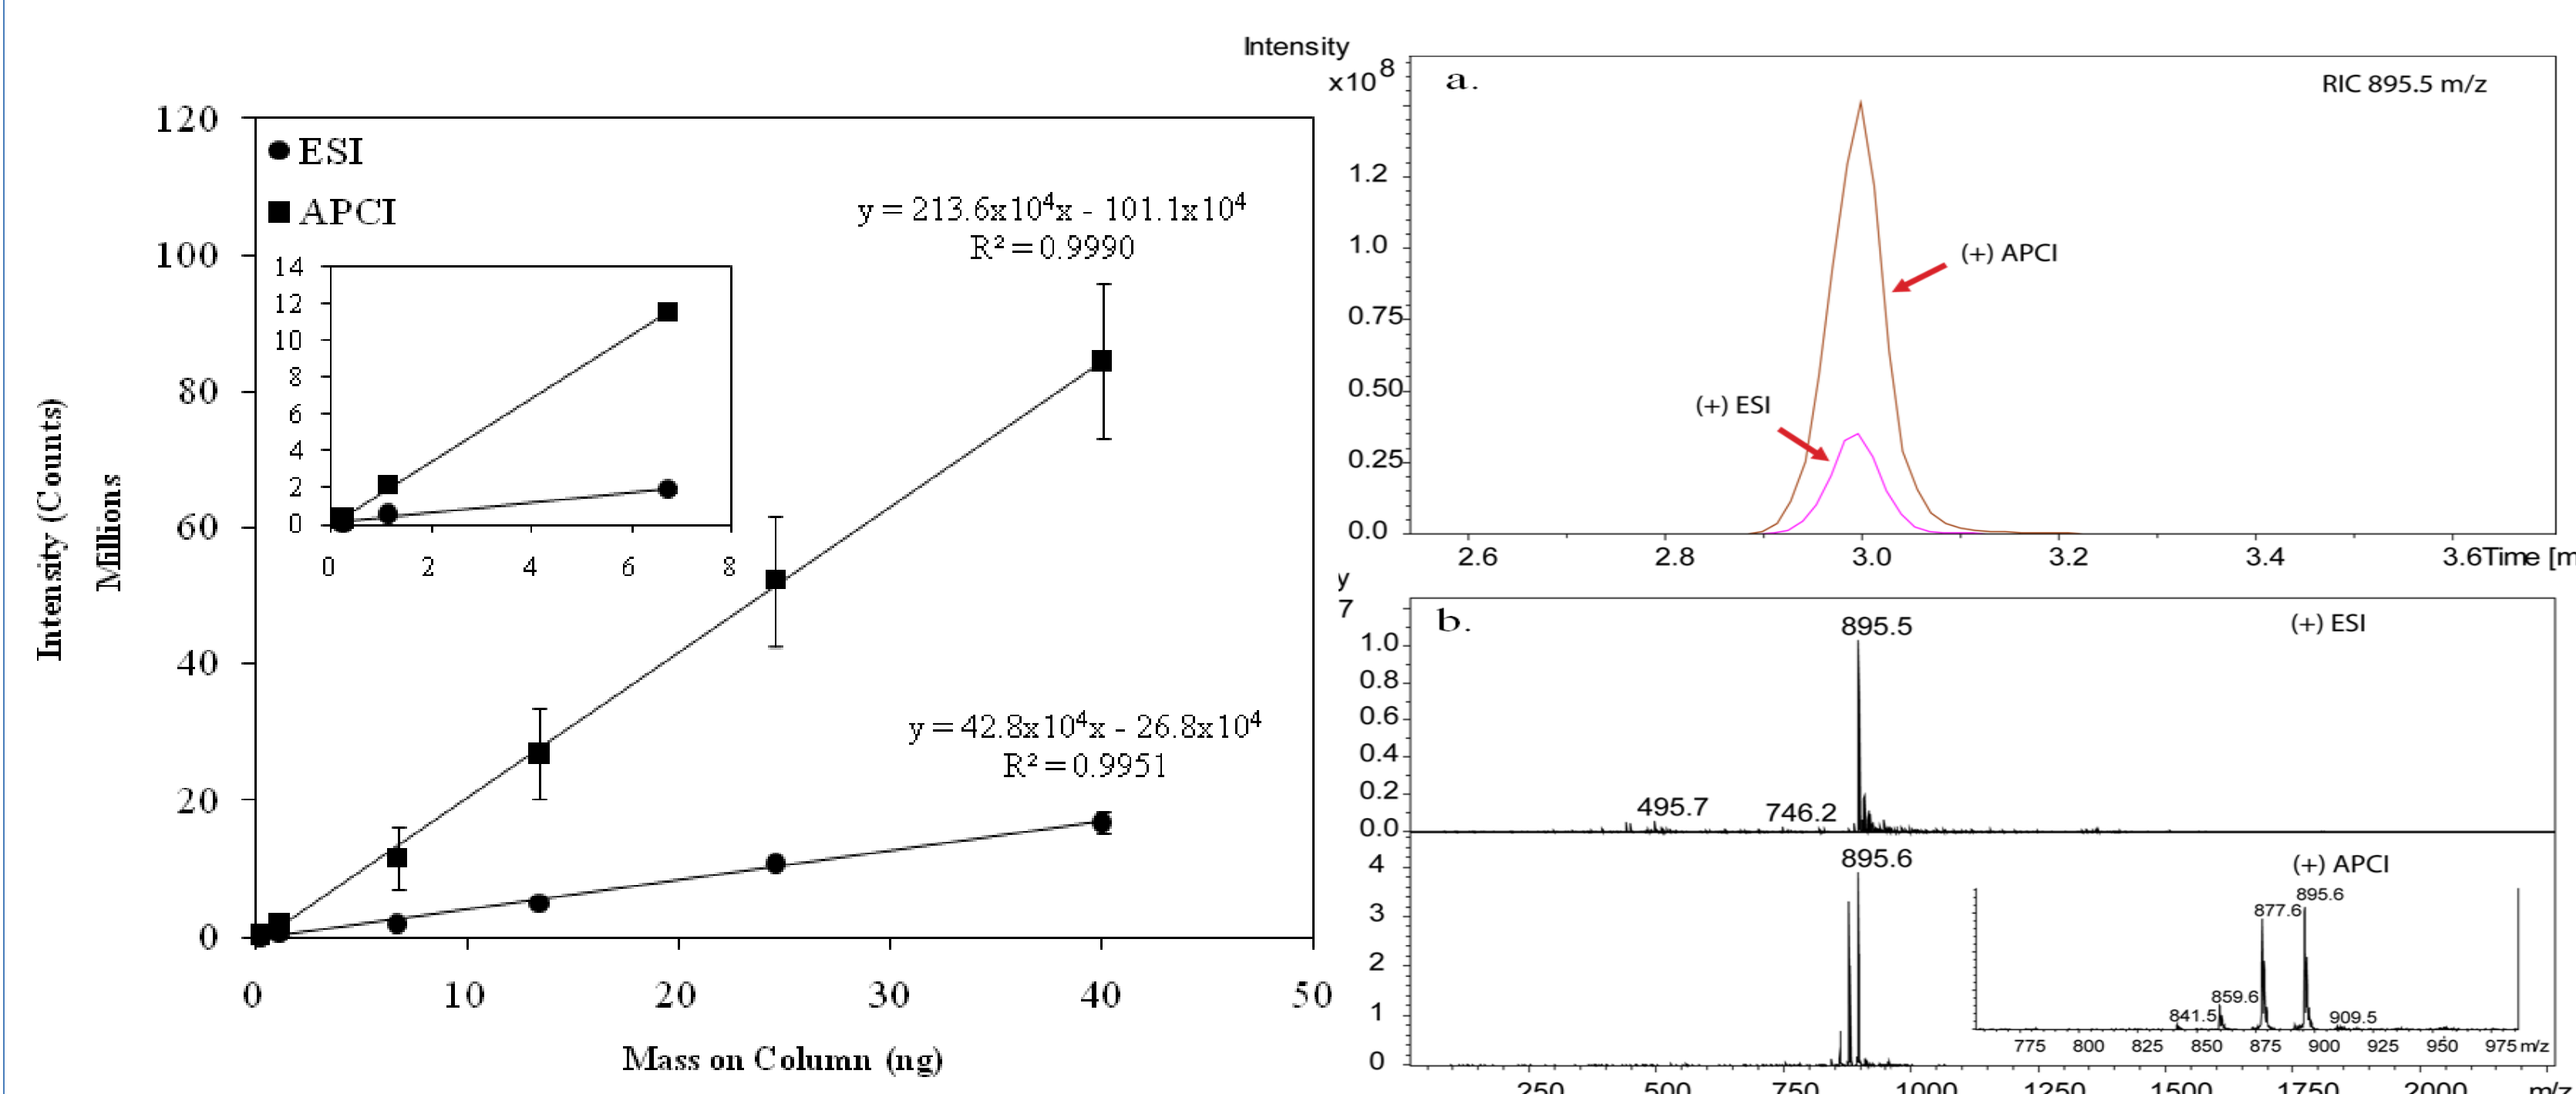 Intensity (Counts)
Millions
120
100
80
60
40
20
0
ESI
APCI
14
12
10
8
6
4
2
0
0 2 4 6 8
y = 213.6x10⁴x - 101.1x10⁴
R² = 0.9990
y = 42.8x10⁴x - 26.8x10⁴
R² = 0.9951
0 10 20 30 40 50
Mass on Column (ng)
Intensity
x10⁸
a.
RIC 895.5 m/z
1.2
1.0
0.75
0.50
0.25
0.0
(+) APCI
(+) ESI
2.6 2.8 3.0 3.2 3.4 3.6 Time [m
y
7
b.
(+) ESI
895.5
1.0
0.8
0.6
0.4
0.2
0.0
495.7
746.2
895.6
(+) APCI
4
3
2
1
0
895.6
877.6
859.6
841.5
909.5
775 800 825 850 875 900 925 950 975 m/z
250 500 750 1000 1250 1500 1750 2000 m/z